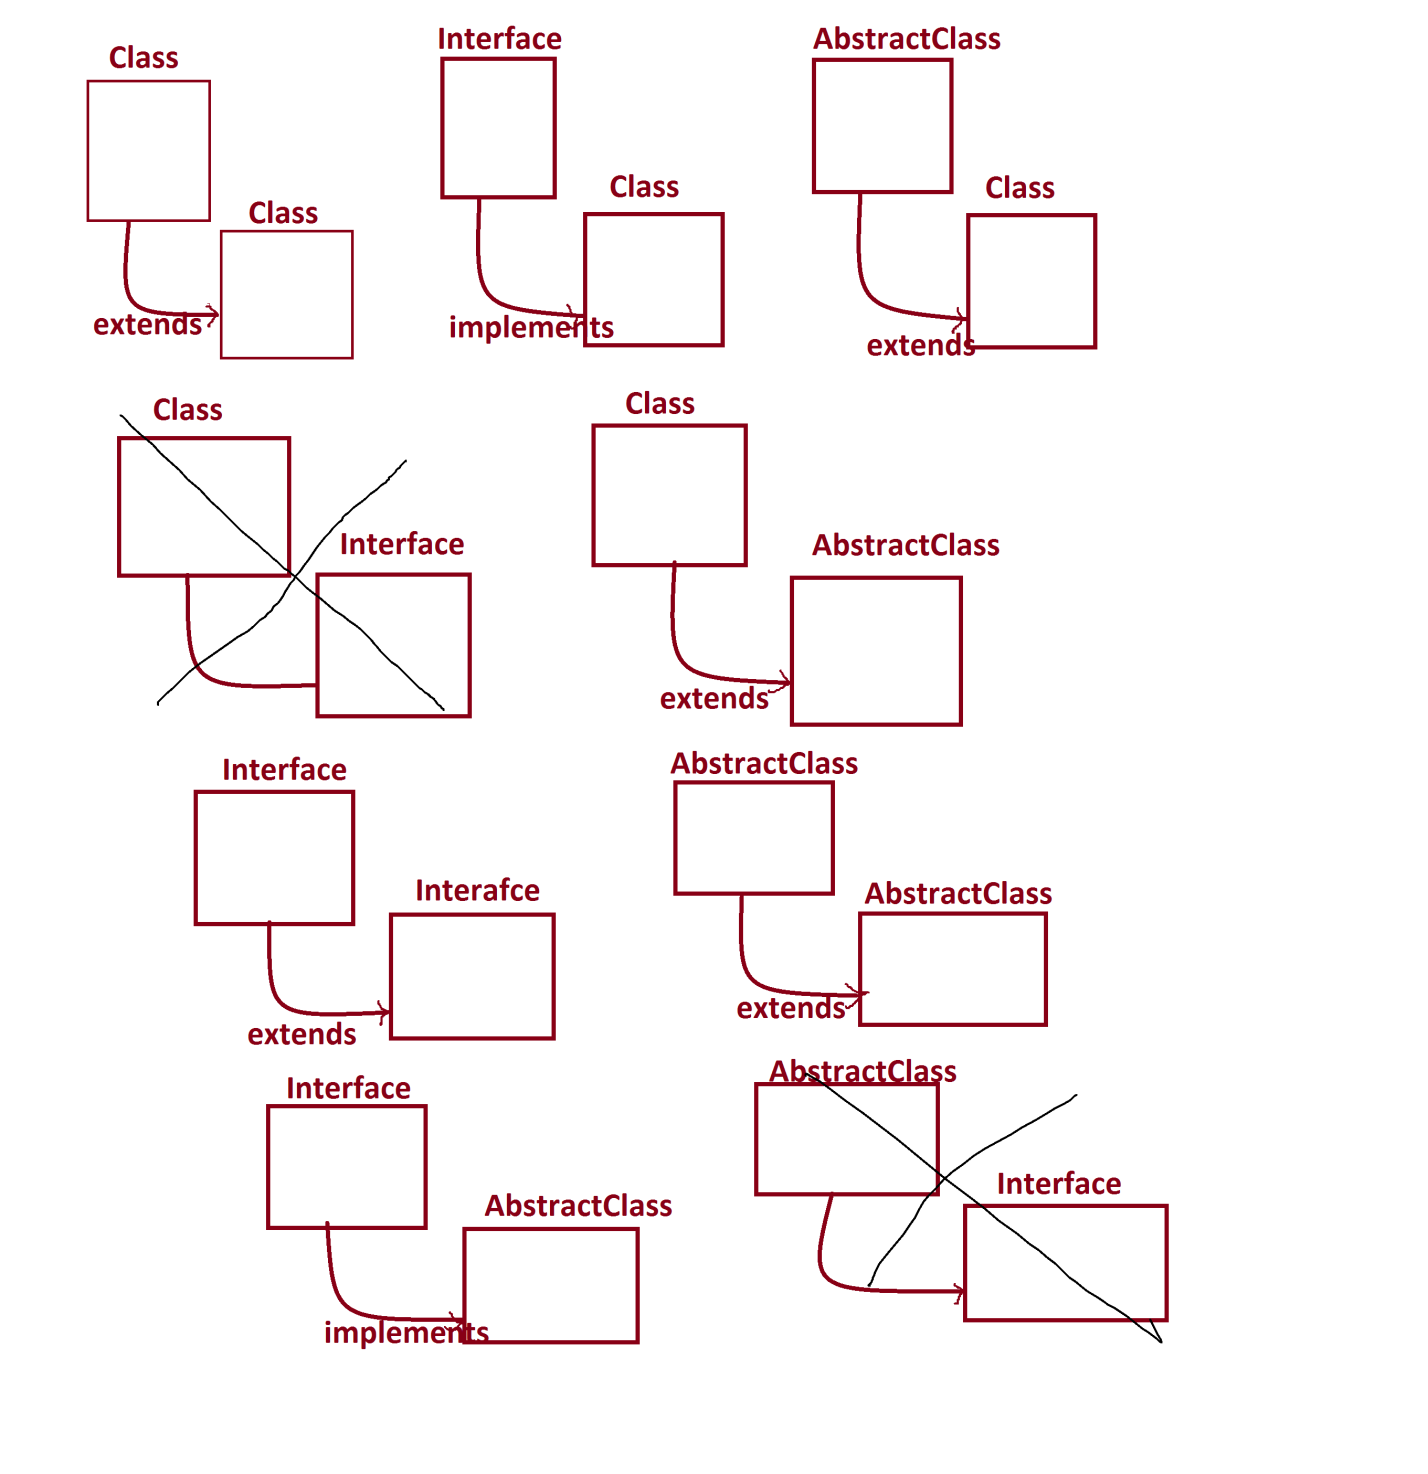 Class
Class
extends
Interface
Class
implements
AbstractClass
Class
extends
Class
Interface
Class
AbstractClass
extends
Interface
Interafce
extends
AbstractClass
AbstractClass
extends
Interface
AbstractClass
implements
AbstractClass
Interface